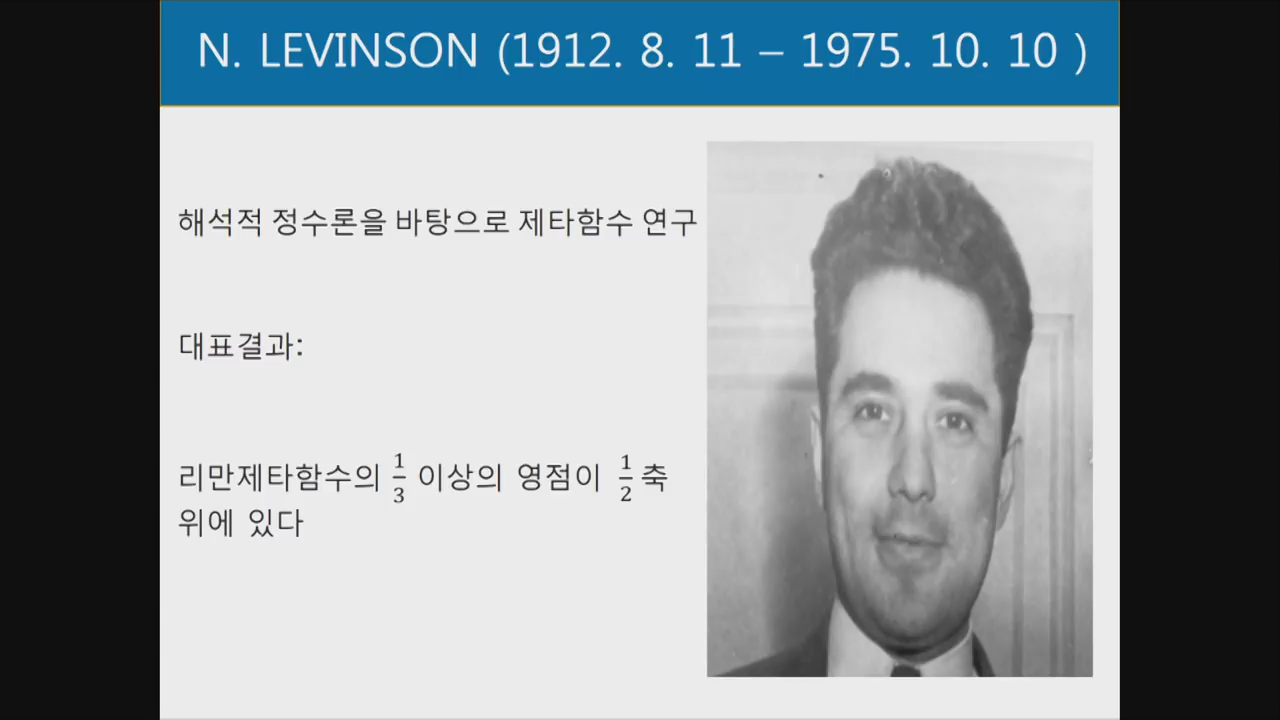 N. LEVINSON (1912. 8. 11 – 1975. 10. 10 )
해석적 정수론을 바탕으로 제타함수 연구
대표결과:
리만제타함수의 1/3 이상의 영점이 1/2 축
위에 있다